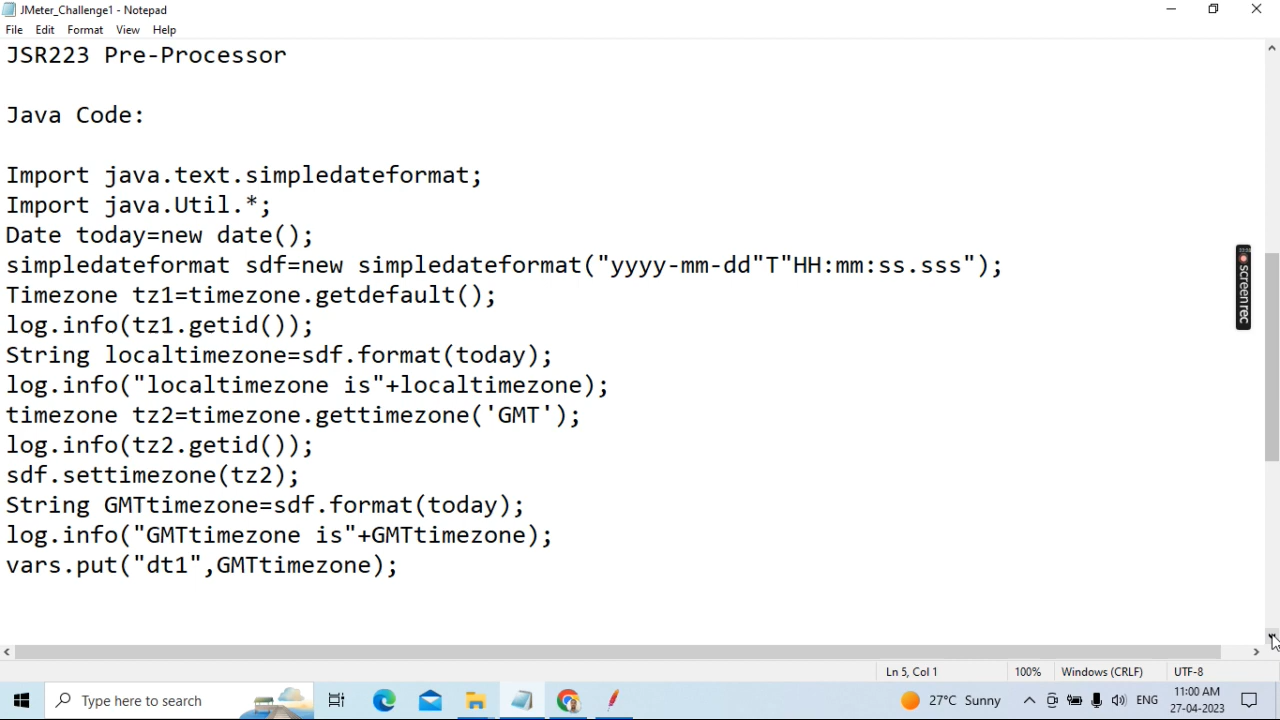 JMeter_Challenge1 - Notepad
File Edit Format View Help
JSR223 Pre-Processor
Java Code:
Import java.text.simpledateformat;
Import java.Util.*;
Date today=new date();
simpledateformat sdf=new simpledateformat("yyyy-mm-dd"T"HH:mm:ss.sss");
Timezone tz1=timezone.getdefault();
log.info(tz1.getid());
String localtimezone=sdf.format(today);
log.info("localtimezone is"+localtimezone);
timezone tz2=timezone.gettimezone('GMT');
log.info(tz2.getid());
sdf.settimezone(tz2);
String GMTtimezone=sdf.format(today);
log.info("GMTtimezone is"+GMTtimezone);
vars.put("dt1",GMTtimezone);
screenrec
Ln 5, Col 1 100% Windows (CRLF) UTF-8
Type here to search 27°C Sunny ENG 11:00 AM
27-04-2023